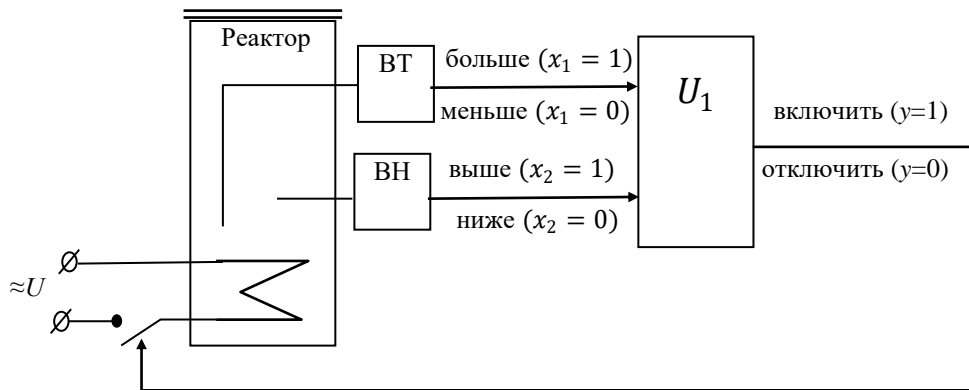 Реактор
ВТ
больше (x₁ = 1)
меньше (x₁ = 0)
U₁
включить (y=1)
отключить (y=0)
ВН
выше (x₂ = 1)
ниже (x₂ = 0)
≈U